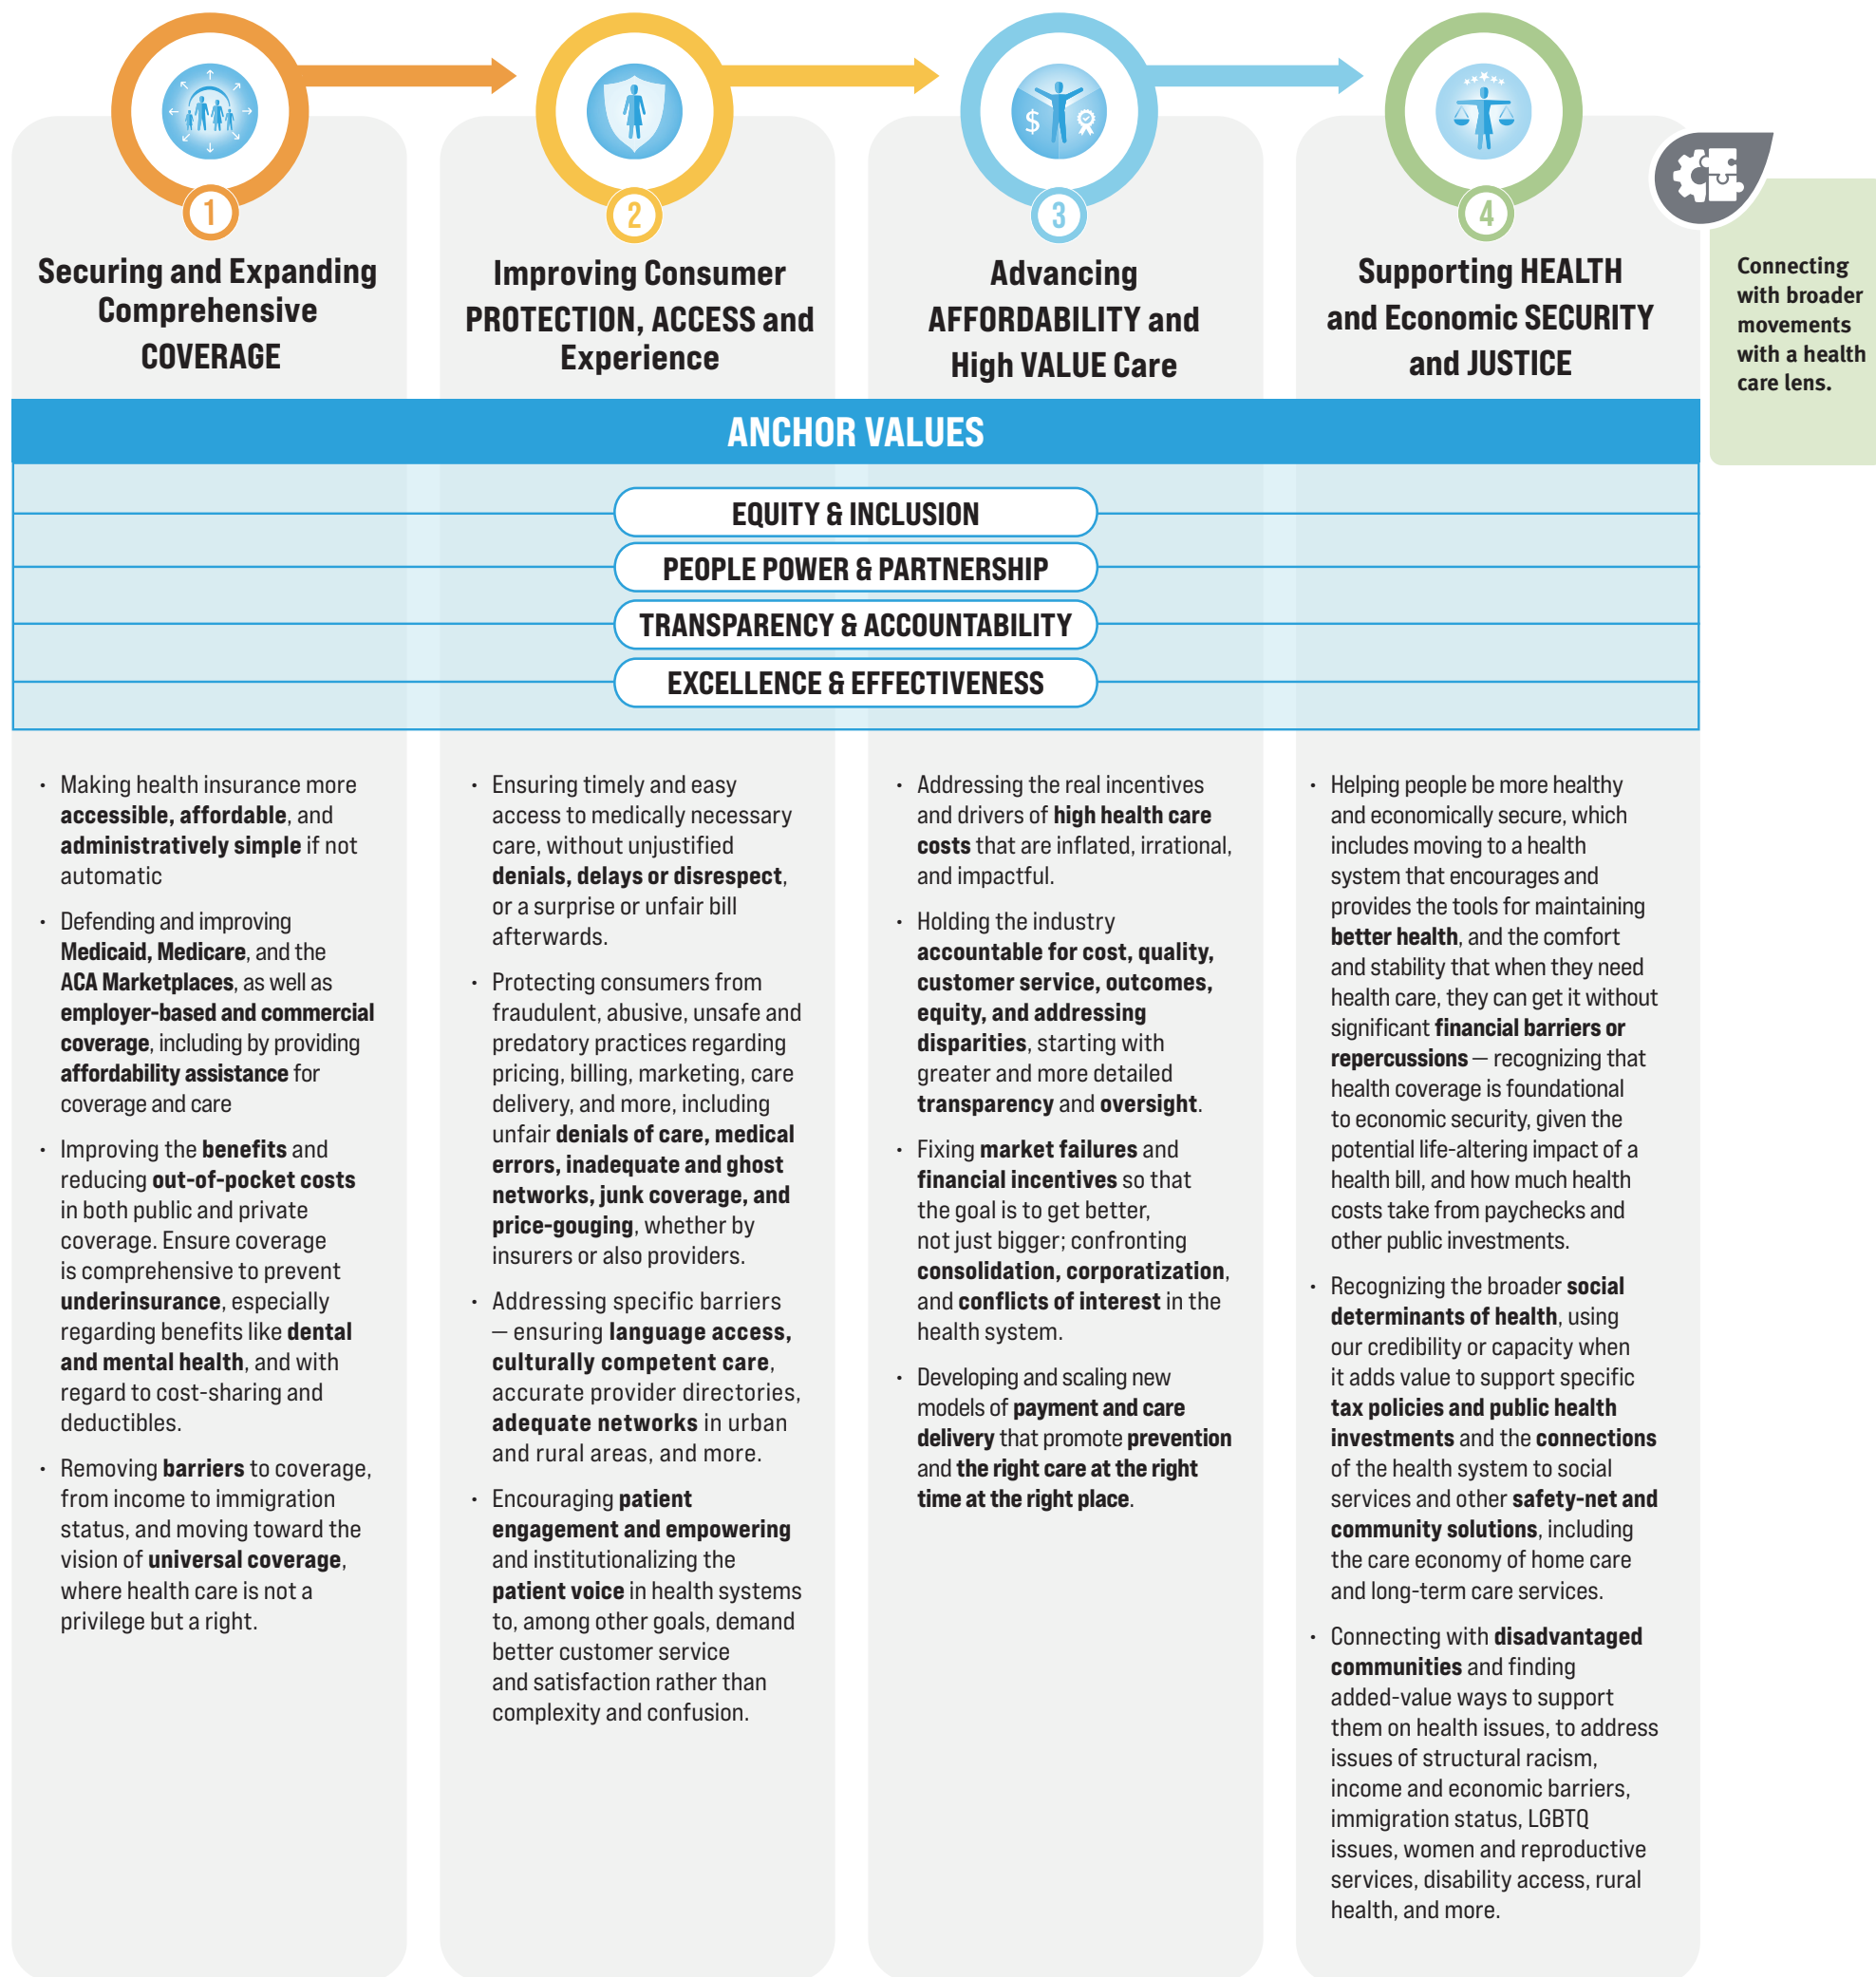 1
Securing and Expanding
Comprehensive
COVERAGE
2
Improving Consumer
PROTECTION, ACCESS and
Experience
$
3
Advancing
AFFORDABILITY and
High VALUE Care
4
Supporting HEALTH
and Economic SECURITY
and JUSTICE
Connecting
with broader
movements
with a health
care lens.
ANCHOR VALUES
EQUITY & INCLUSION
PEOPLE POWER & PARTNERSHIP
TRANSPARENCY & ACCOUNTABILITY
EXCELLENCE & EFFECTIVENESS
• Making health insurance more
accessible, affordable, and
administratively simple if not
automatic
• Defending and improving
Medicaid, Medicare, and the
ACA Marketplaces, as well as
employer-based and commercial
coverage, including by providing
affordability assistance for
coverage and care
• Improving the benefits and
reducing out-of-pocket costs
in both public and private
coverage. Ensure coverage
is comprehensive to prevent
underinsurance, especially
regarding benefits like dental
and mental health, and with
regard to cost-sharing and
deductibles.
• Removing barriers to coverage,
from income to immigration
status, and moving toward the
vision of universal coverage,
where health care is not a
privilege but a right.
• Ensuring timely and easy
access to medically necessary
care, without unjustified
denials, delays or disrespect,
or a surprise or unfair bill
afterwards.
• Protecting consumers from
fraudulent, abusive, unsafe and
predatory practices regarding
pricing, billing, marketing, care
delivery, and more, including
unfair denials of care, medical
errors, inadequate and ghost
networks, junk coverage, and
price-gouging, whether by
insurers or also providers.
• Addressing specific barriers
— ensuring language access,
culturally competent care,
accurate provider directories,
adequate networks in urban
and rural areas, and more.
• Encouraging patient
engagement and empowering
and institutionalizing the
patient voice in health systems
to, among other goals, demand
better customer service
and satisfaction rather than
complexity and confusion.
• Addressing the real incentives
and drivers of high health care
costs that are inflated, irrational,
and impactful.
• Holding the industry
accountable for cost, quality,
customer service, outcomes,
equity, and addressing
disparities, starting with
greater and more detailed
transparency and oversight.
• Fixing market failures and
financial incentives so that
the goal is to get better,
not just bigger; confronting
consolidation, corporatization,
and conflicts of interest in the
health system.
• Developing and scaling new
models of payment and care
delivery that promote prevention
and the right care at the right
time at the right place.
• Helping people be more healthy
and economically secure, which
includes moving to a health
system that encourages and
provides the tools for maintaining
better health, and the comfort
and stability that when they need
health care, they can get it without
significant financial barriers or
repercussions — recognizing that
health coverage is foundational
to economic security, given the
potential life-altering impact of a
health bill, and how much health
costs take from paychecks and
other public investments.
• Recognizing the broader social
determinants of health, using
our credibility or capacity when
it adds value to support specific
tax policies and public health
investments and the connections
of the health system to social
services and other safety-net and
community solutions, including
the care economy of home care
and long-term care services.
• Connecting with disadvantaged
communities and finding
added-value ways to support
them on health issues, to address
issues of structural racism,
income and economic barriers,
immigration status, LGBTQ
issues, women and reproductive
services, disability access, rural
health, and more.